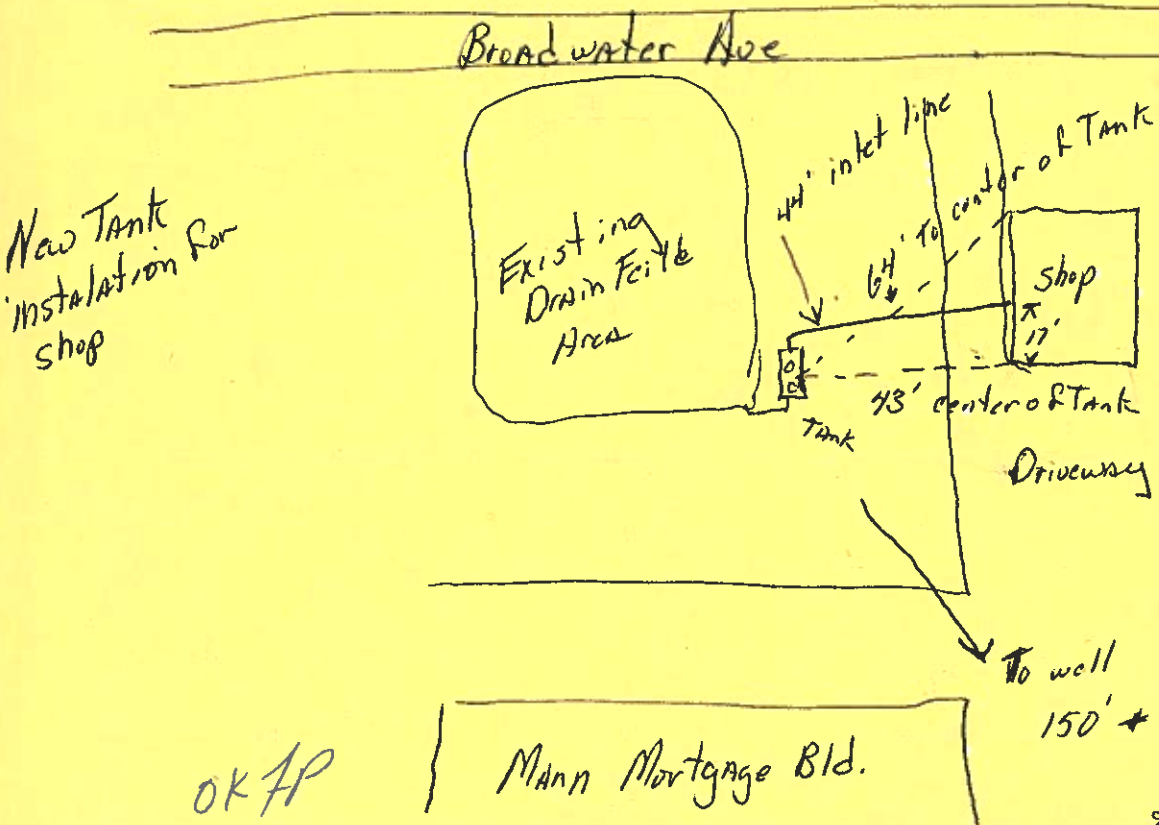 Broadwater Ave
New Tank
instalation for
shop
Existing
Drain Feild
Area
44' inlet line
64' To center of Tank
shop
17'
43' center of Tank
Tank
Driveway
To well
150'
Mann Mortgage Bld.
OK